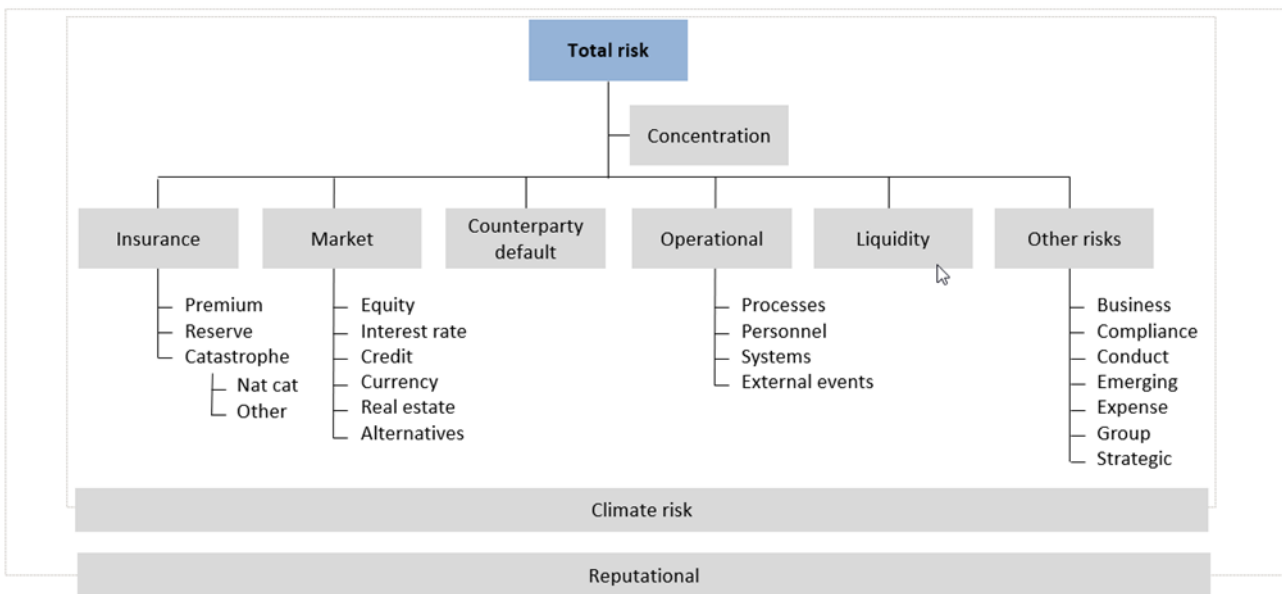 Total risk
Concentration
Insurance
Market
Counterparty
default
Operational
Liquidity
Other risks
Premium
Reserve
Catastrophe
Nat cat
Other
Equity
Interest rate
Credit
Currency
Real estate
Alternatives
Processes
Personnel
Systems
External events
Business
Compliance
Conduct
Emerging
Expense
Group
Strategic
Climate risk
Reputational